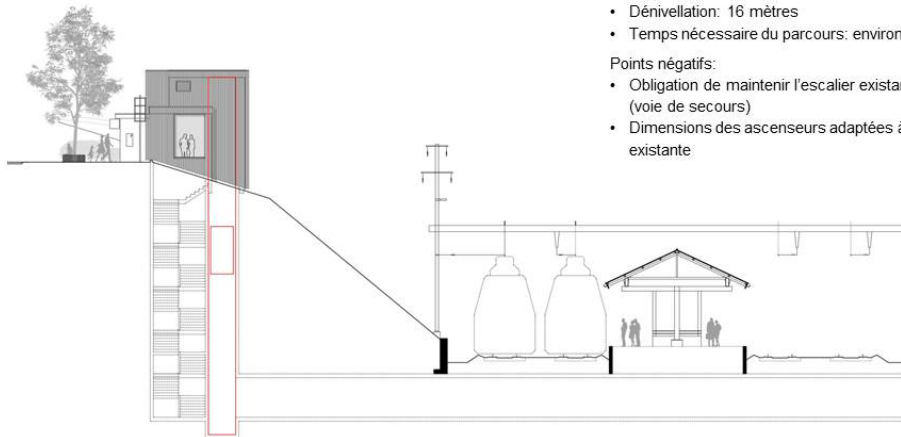 • Dénivellation: 16 mètres
• Temps nécessaire du parcours: environ
Points négatifs:
• Obligation de maintenir l'escalier
(voie de secours)
• Dimensions des ascenseurs adaptées
existante